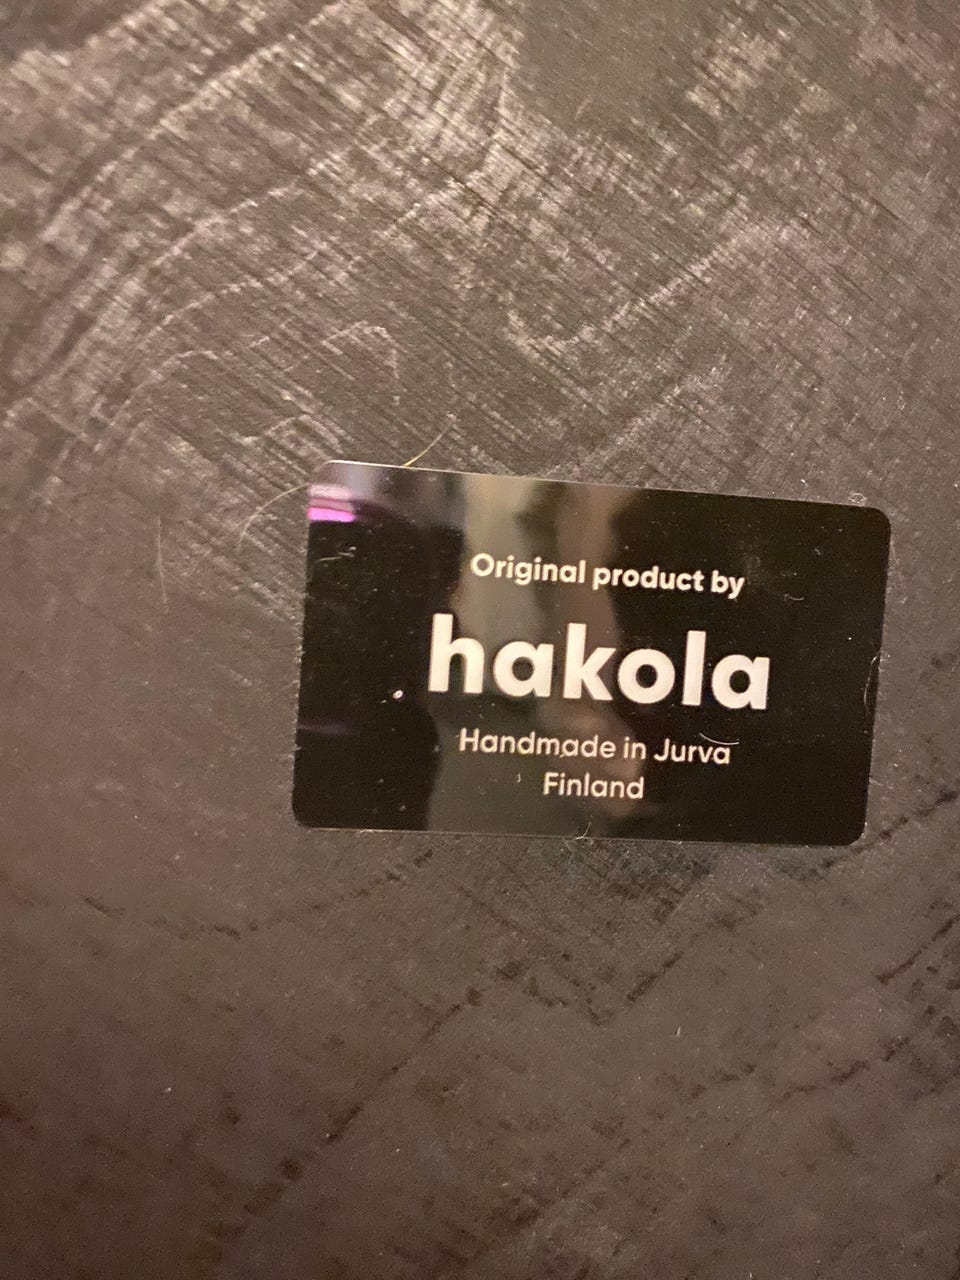 Original product by
hakola
Handmade in Jurva
Finland